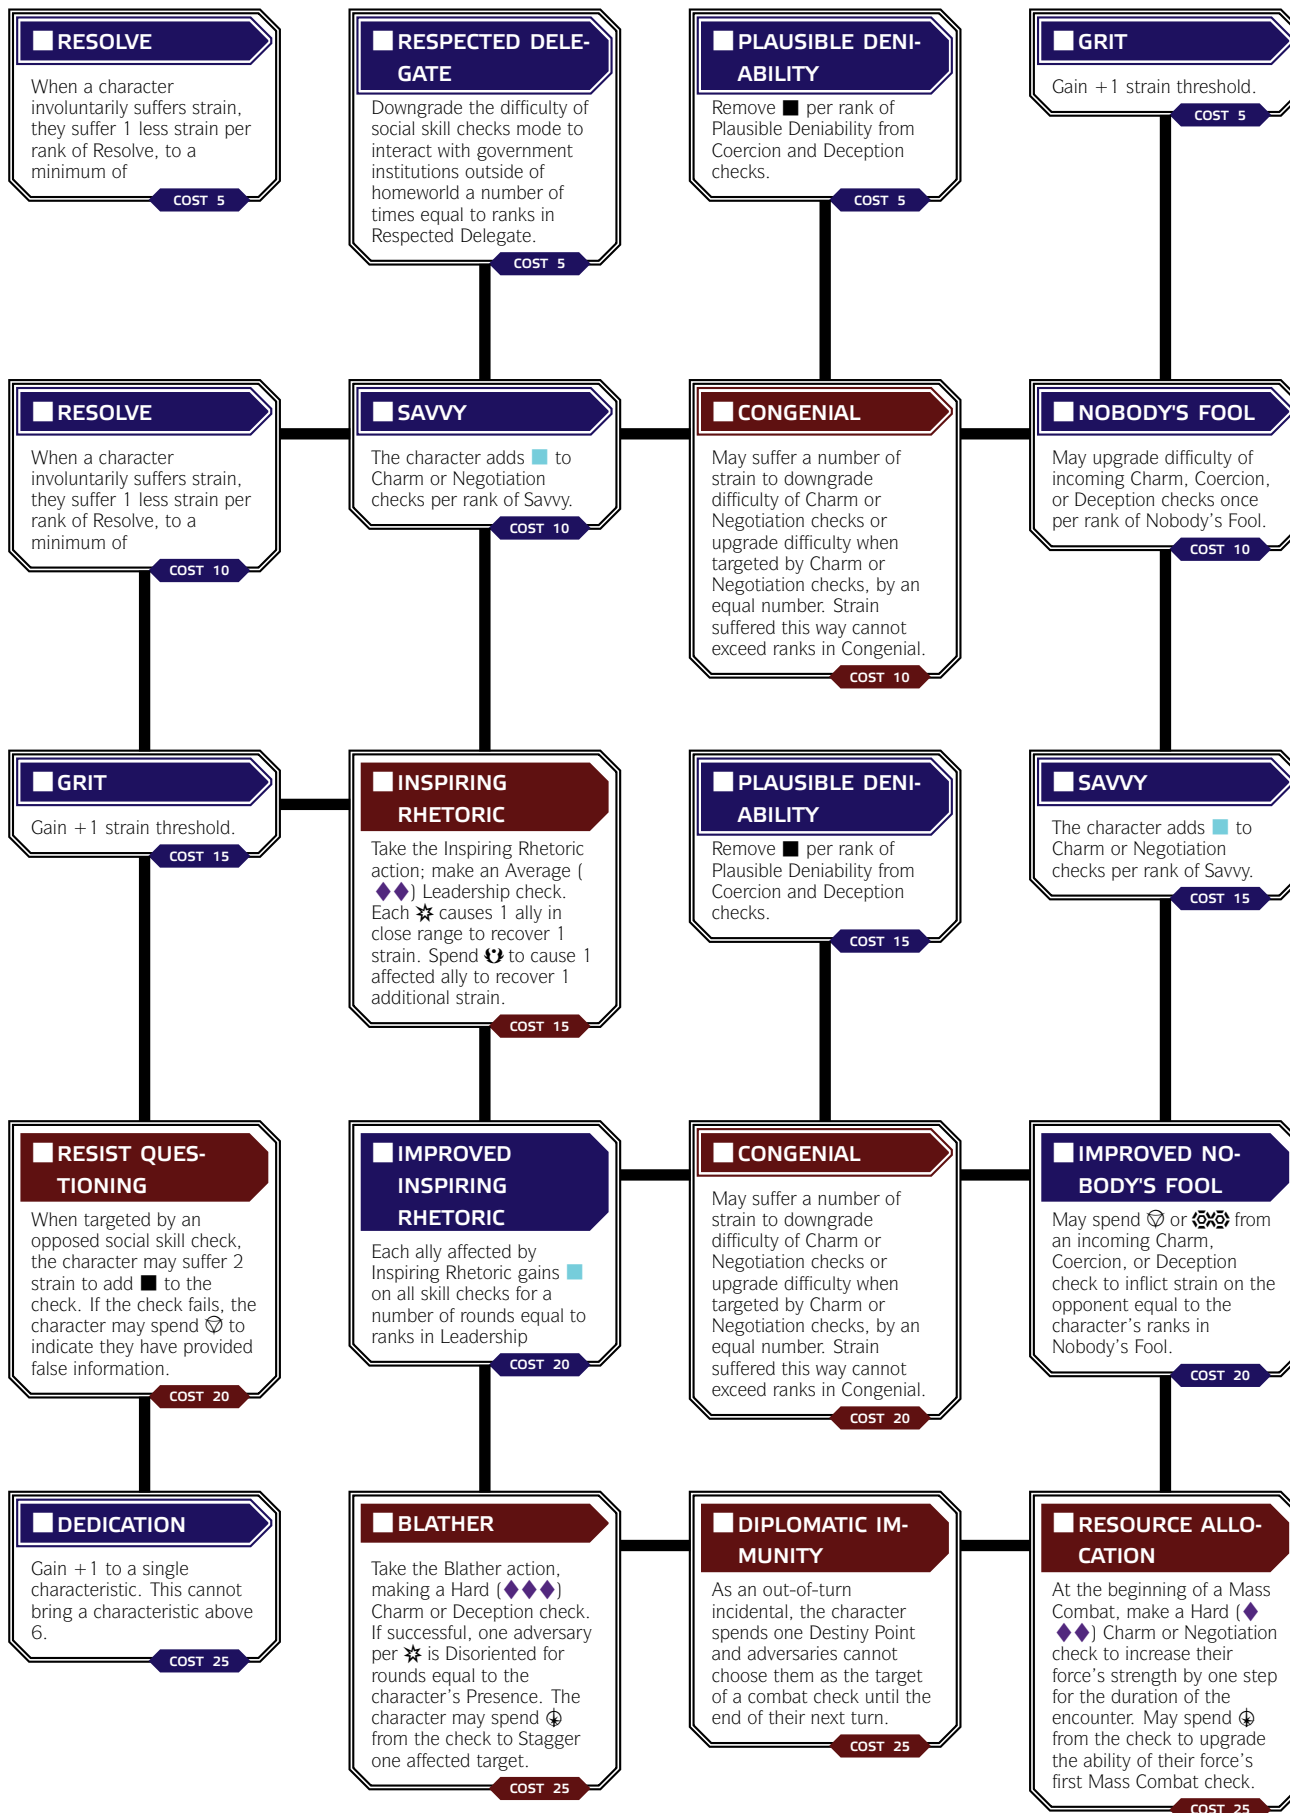 RESOLVE
When a character
involuntarily suffers strain,
they suffer 1 less strain per
rank of Resolve, to a
minimum of
COST 5
RESPECTED DELE-
GATE
Downgrade the difficulty of
social skill checks mode to
interact with government
institutions outside of
homeworld a number of
times equal to ranks in
Respected Delegate.
COST 5
PLAUSIBLE DENI-
ABILITY
Remove ■ per rank of
Plausible Deniability from
Coercion and Deception
checks.
COST 5
GRIT
Gain +1 strain threshold.
COST 5
RESOLVE
When a character
involuntarily suffers strain,
they suffer 1 less strain per
rank of Resolve, to a
minimum of
COST 10
SAVVY
The character adds ■ to
Charm or Negotiation
checks per rank of Savvy.
COST 10
CONGENIAL
May suffer a number of
strain to downgrade
difficulty of Charm or
Negotiation checks or
upgrade difficulty when
targeted by Charm or
Negotiation checks, by an
equal number. Strain
suffered this way cannot
exceed ranks in Congenial.
COST 10
NOBODY'S FOOL
May upgrade difficulty of
incoming Charm, Coercion,
or Deception checks once
per rank of Nobody's Fool.
COST 10
GRIT
Gain +1 strain threshold.
COST 15
INSPIRING
RHETORIC
Take the Inspiring Rhetoric
action; make an Average (
◆◆) Leadership check.
Each causes 1 ally in
close range to recover 1
strain. Spend to cause 1
affected ally to recover 1
additional strain.
COST 15
PLAUSIBLE DENI-
ABILITY
Remove ■ per rank of
Plausible Deniability from
Coercion and Deception
checks.
COST 15
SAVVY
The character adds ■ to
Charm or Negotiation
checks per rank of Savvy.
COST 15
RESIST QUES-
TIONING
When targeted by an
opposed social skill check,
the character may suffer 2
strain to add ■ to the
check. If the check fails, the
character may spend to
indicate they have provided
false information.
COST 20
IMPROVED
INSPIRING
RHETORIC
Each ally affected by
Inspiring Rhetoric gains ■
on all skill checks for a
number of rounds equal to
ranks in Leadership
COST 20
CONGENIAL
May suffer a number of
strain to downgrade
difficulty of Charm or
Negotiation checks or
upgrade difficulty when
targeted by Charm or
Negotiation checks, by an
equal number. Strain
suffered this way cannot
exceed ranks in Congenial.
COST 20
IMPROVED NO-
BODY'S FOOL
May spend or from
an incoming Charm,
Coercion, or Deception
check to inflict strain on the
opponent equal to the
character's ranks in
Nobody's Fool.
COST 20
DEDICATION
Gain +1 to a single
characteristic. This cannot
bring a characteristic above
6.
COST 25
BLATHER
Take the Blather action,
making a Hard (◆◆◆)
Charm or Deception check.
If successful, one adversary
per is Disoriented for
rounds equal to the
character's Presence. The
character may spend
from the check to Stagger
one affected target.
COST 25
DIPLOMATIC IM-
MUNITY
As an out-of-turn
incidental, the character
spends one Destiny Point
and adversaries cannot
choose them as the target
of a combat check until the
end of their next turn.
COST 25
RESOURCE ALLO-
CATION
At the beginning of a Mass
Combat, make a Hard (◆
◆◆) Charm or Negotiation
check to increase their
force's strength by one step
for the duration of the
encounter. May spend
from the check to upgrade
the ability of their force's
first Mass Combat check.
COST 25